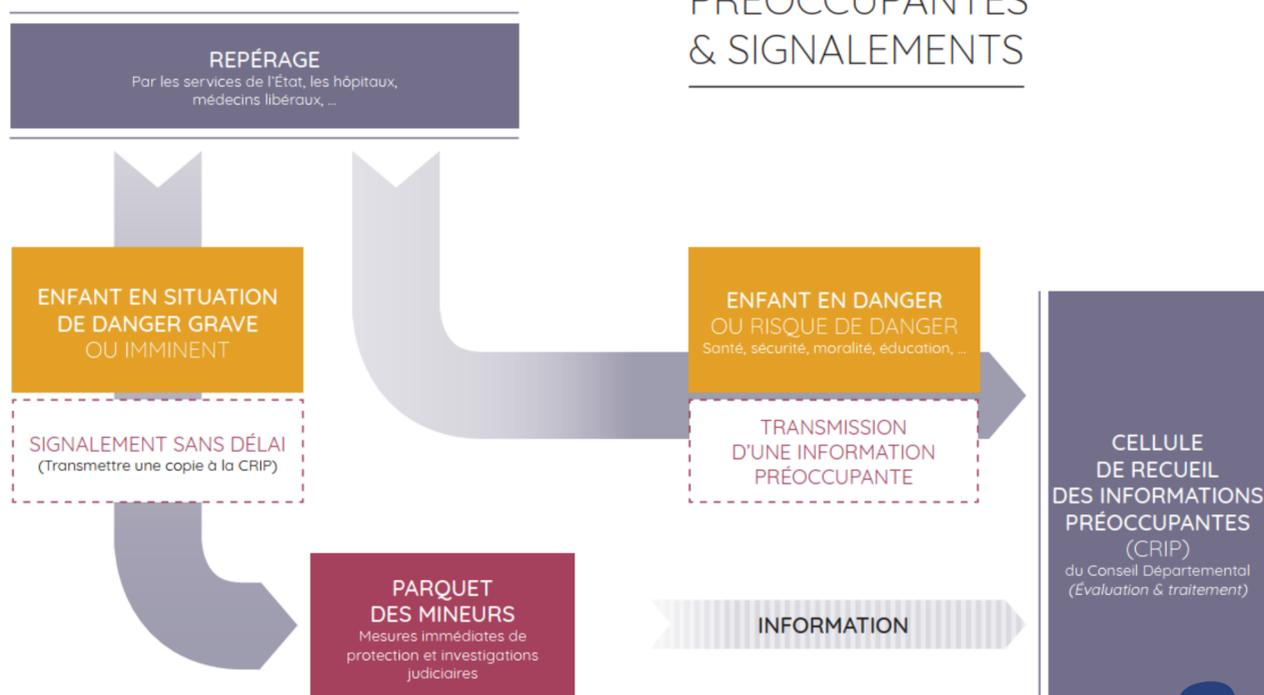 PRÉOCCUPANTES
& SIGNALEMENTS
REPÉRAGE
Par les services de l'État, les hôpitaux,
médecins libéraux, ...
ENFANT EN SITUATION
DE DANGER GRAVE
OU IMMINENT
SIGNALEMENT SANS DÉLAI
(Transmettre une copie à la CRIP)
ENFANT EN DANGER
OU RISQUE DE DANGER
Santé, sécurité, moralité, éducation, ...
TRANSMISSION
D'UNE INFORMATION
PRÉOCCUPANTE
PARQUET
DES MINEURS
Mesures immédiates de
protection et investigations
judiciaires
INFORMATION
CELLULE
DE RECUEIL
DES INFORMATIONS
PRÉOCCUPANTES
(CRIP)
du Conseil Départemental
(Évaluation & traitement)